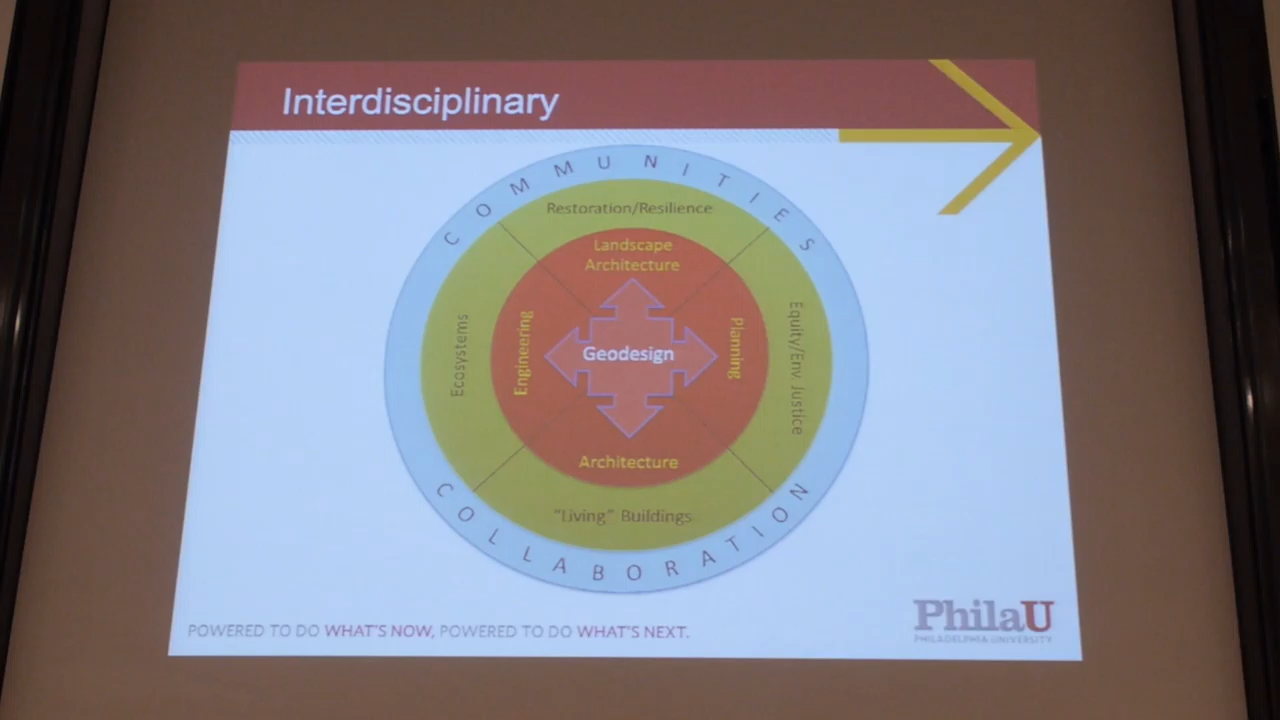 Interdisciplinary
COMMUNITIES
Restoration/Resilience
Landscape
Architecture
Ecosystems
Engineering
Geodesign
Planning
Equity/Env Justice
Architecture
"Living" Buildings
COLLABORATION
POWERED TO DO WHAT'S NOW, POWERED TO DO WHAT'S NEXT.
PhilaU
PHILADELPHIA UNIVERSITY